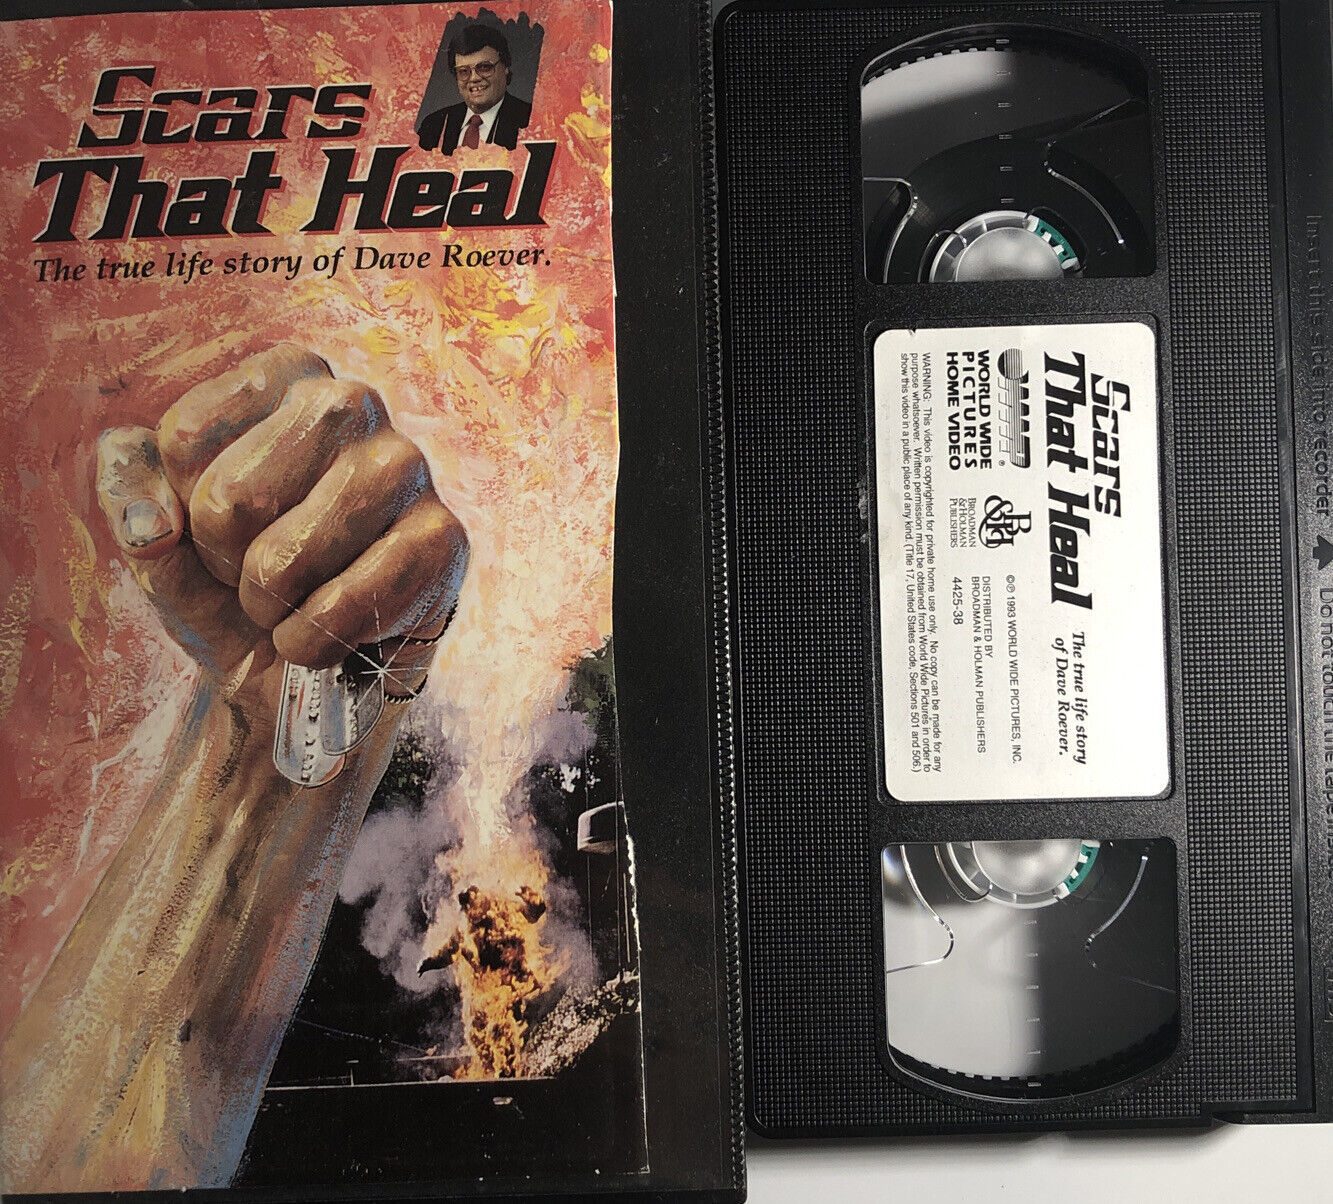 Scars
That Heal
The true life story of Dave Roever.
Scars
That Heal
The true life story
of Dave Roever.
WORLD WIDE
PICTURES
HOME VIDEO
®
B&H
BROADMAN
& HOLMAN
PUBLISHERS
©℗ 1993 WORLD WIDE PICTURES, INC.
DISTRIBUTED BY
BROADMAN & HOLMAN PUBLISHERS
4425-38
WARNING: This video is copyrighted for private home use only. No copy can be made for any
purpose whatsoever. Written permission must be obtained from World Wide Pictures in order to
show this video in a public place of any kind. (Title 17, United States code, Sections 501 and 506.)
Insert this side into recorder
Do not touch the tape inside